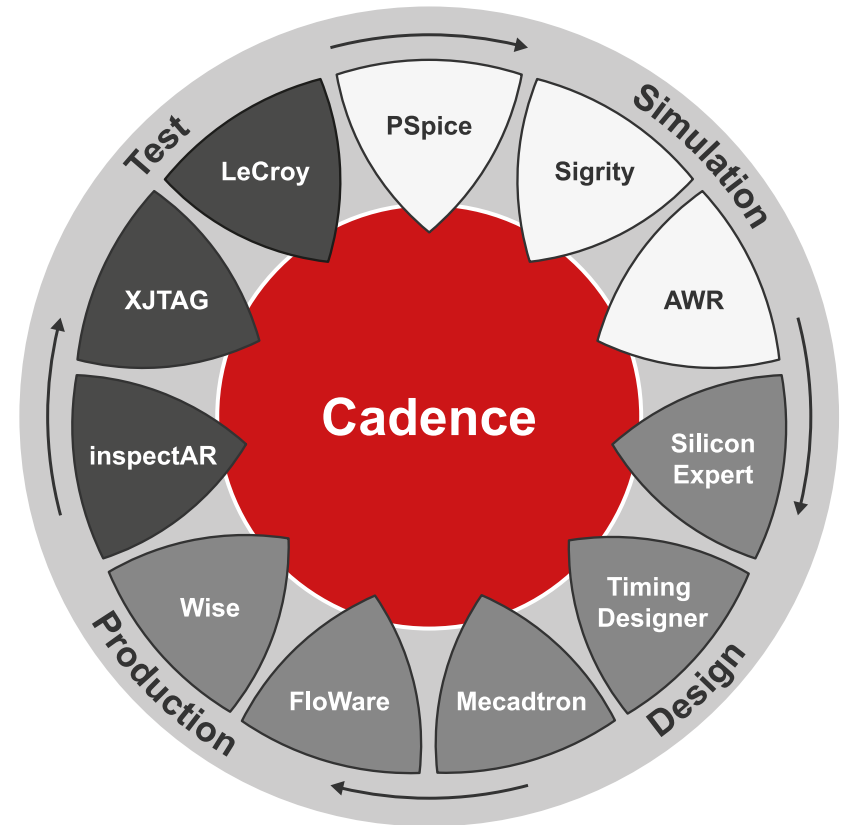 Test
Simulation
Design
Production
PSpice
Sigrity
AWR
Silicon
Expert
Timing
Designer
Mecadtron
FloWare
Wise
inspectAR
XJTAG
LeCroy
Cadence